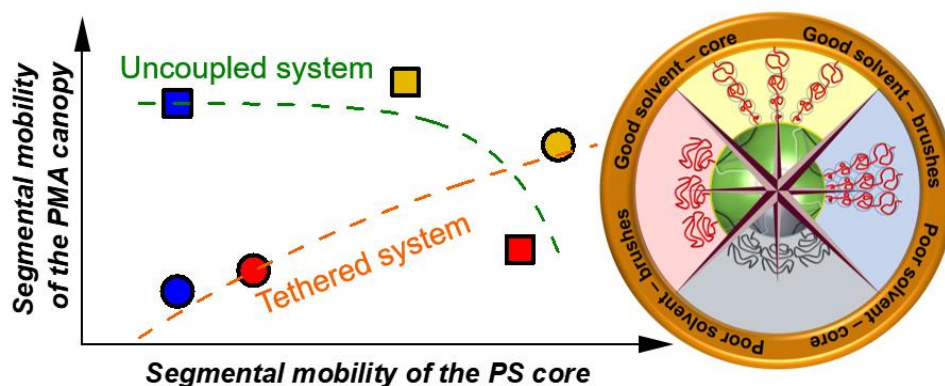 Segmental mobility
of the PMA canopy
Uncoupled system
Tethered system
Segmental mobility of the PS core
Good solvent – core
Good solvent – brushes
Poor solvent – core
Poor solvent – brushes